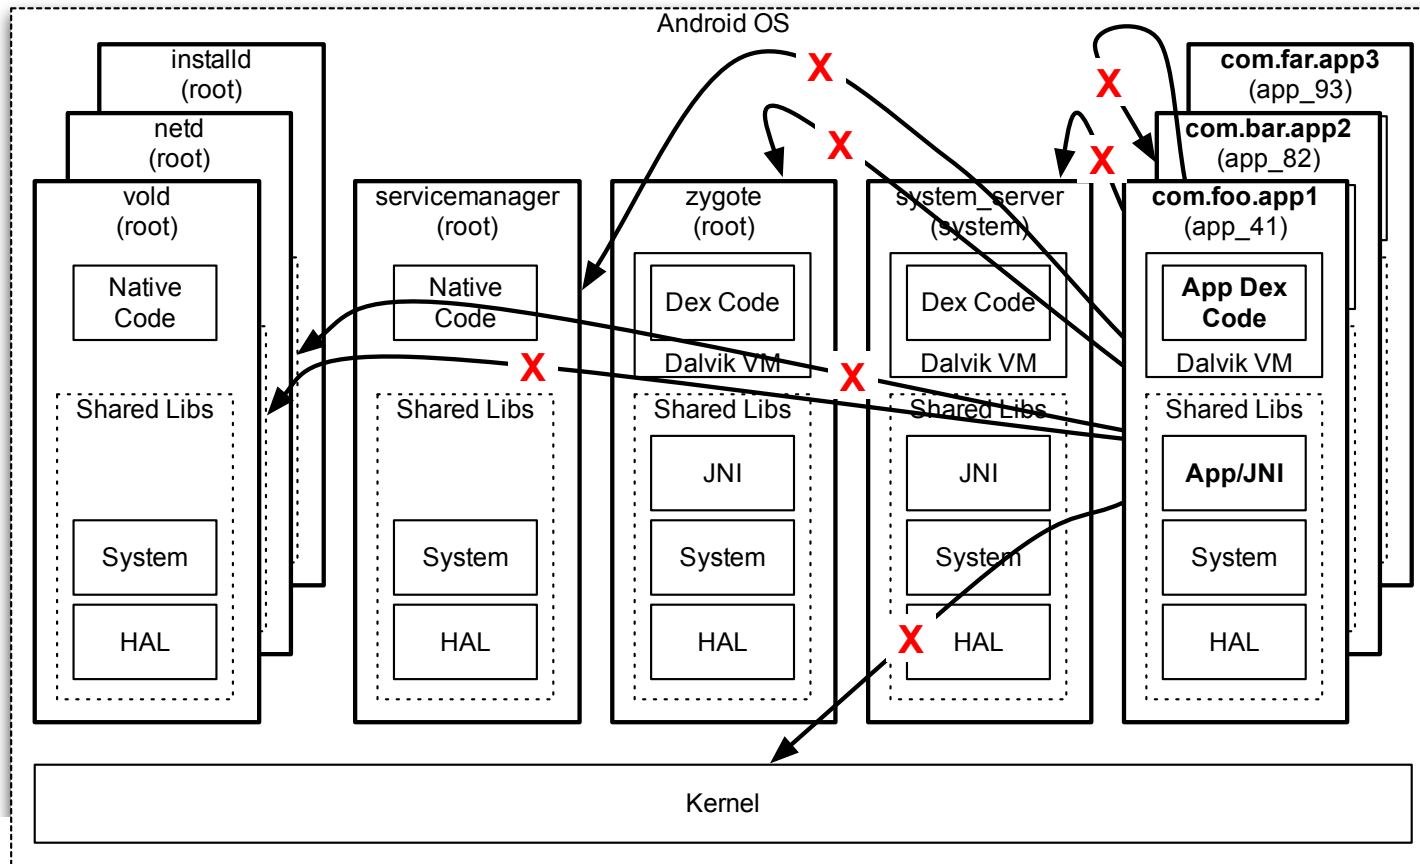 Android OS
installd
(root)
netd
(root)
vold
(root)
Native
Code
Shared Libs
System
HAL
servicemanager
(root)
Native
Code
Shared Libs
System
HAL
zygote
(root)
Dex Code
Dalvik VM
Shared Libs
JNI
System
HAL
system_server
(system)
Dex Code
Dalvik VM
Shared Libs
JNI
System
HAL
com.far.app3
(app_93)
com.bar.app2
(app_82)
com.foo.app1
(app_41)
App Dex
Code
Dalvik VM
Shared Libs
App/JNI
System
HAL
X
X
X
X
X
X
X
Kernel